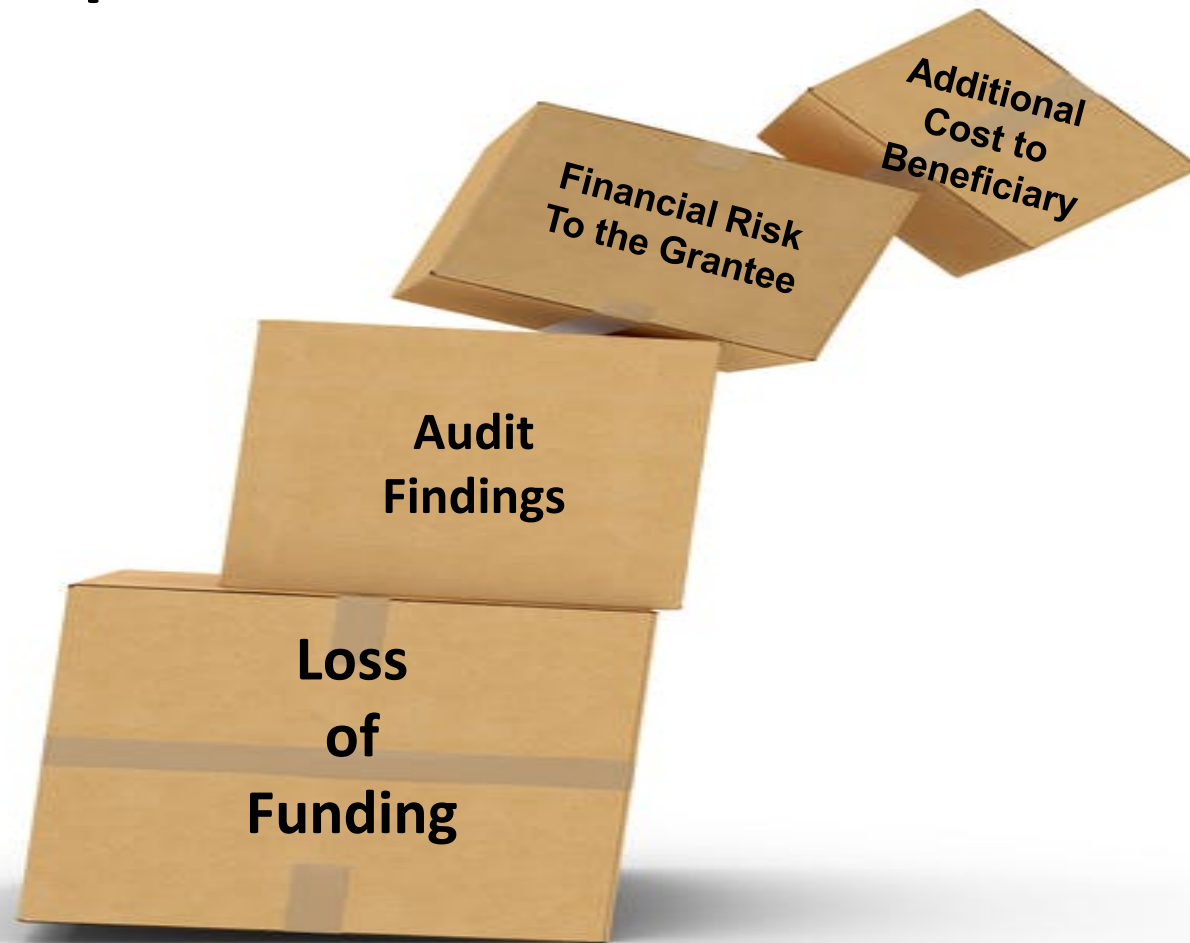 Additional
Cost to
Beneficiary
Financial Risk
To the Grantee
Audit
Findings
Loss
of
Funding